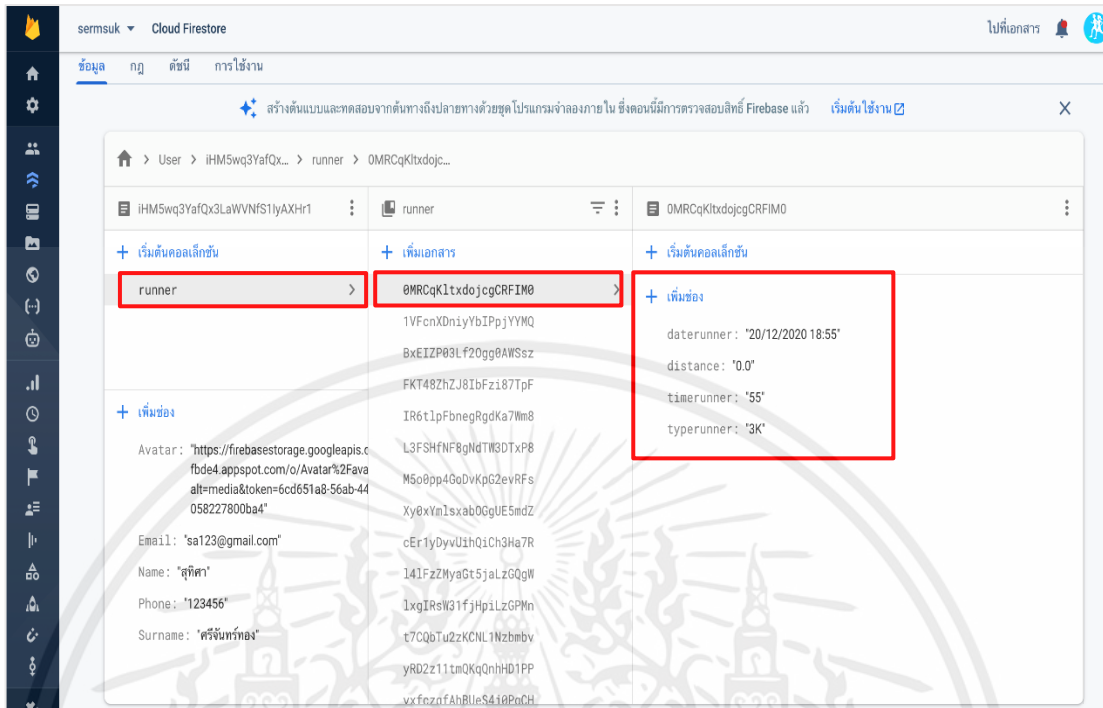 sermsuk Cloud Firestore ไปที่เอกสาร
ข้อมูล กฎ ดัชนี การใช้งาน
สร้างต้นแบบและทดสอบจากต้นทางถึงปลายทางด้วยชุดโปรแกรมจำลองภายใน ซึ่งตอนนี้มีการตรวจสอบสิทธิ์ Firebase แล้ว เริ่มต้นใช้งาน
> User > iHM5wq3YafQx... > runner > 0MRCqKltxdojc...
iHM5wq3YafQx3LaWVNfS1IyAXHr1
เริ่มต้นคอลเล็กชัน
runner
เพิ่มช่อง
Avatar: "https://firebasestorage.googleapis.c
fbde4.appspot.com/o/Avatar%2Fava
alt=media&token=6cd651a8-56ab-44
058227800ba4"
Email: "sa123@gmail.com"
Name: "สุทิศา"
Phone: "123456"
Surname: "ศรีจันทร์ทอง"
runner
เพิ่มเอกสาร
0MRCqKltxdojcgCRFIM0
1VFcnXDniyYbIPpjYYMQ
BxEIZP03Lf2Ogg0AWSsz
FKT48ZhZJ8IbFzi87TpF
IR6tlpFbnegRgdKa7Wm8
L3FSHfNF8gNdTW3DTxP8
M5o0pp4GoDvKpG2evRFs
Xy0xYmlsxabOGgUE5mdZ
cEr1yDyvUihQiCh3Ha7R
l4lFzZMyaGt5jaLzGQgW
lxgIRsW31fjHpiLzGPMn
t7CQbTu2zKCNL1Nzbmbv
yRD2z11tmQKqQnhHD1PP
0MRCqKltxdojcgCRFIM0
เริ่มต้นคอลเล็กชัน
เพิ่มช่อง
daterunner: "20/12/2020 18:55"
distance: "0.0"
timerunner: "55"
typerunner: "3K"